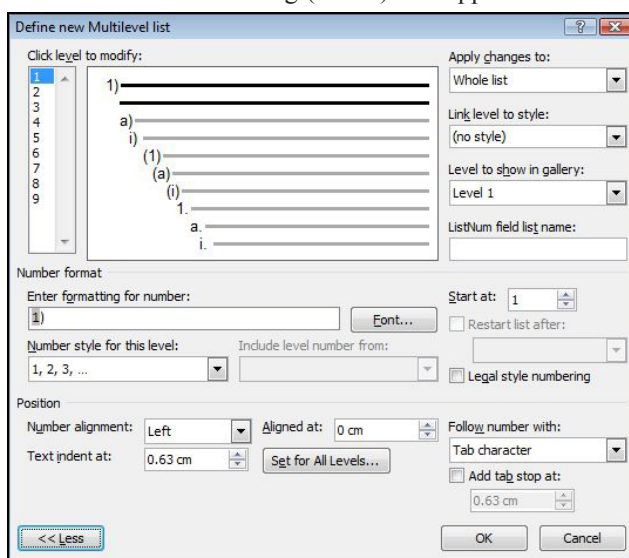 Define new Multilevel list
Click level to modify:
1
2
3
4
5
6
7
8
9
1)
a)
i)
(1)
(a)
(i)
1.
a.
i.
Apply changes to:
Whole list
Link level to style:
(no style)
Level to show in gallery:
Level 1
ListNum field list name:
Number format
Enter formatting for number:
1)
Font...
Number style for this level:
1, 2, 3, ...
Include level number from:
Start at: 1
Restart list after:
Legal style numbering
Position
Number alignment: Left
Aligned at: 0 cm
Text indent at: 0.63 cm
Set for All Levels...
Follow number with:
Tab character
Add tab stop at:
0.63 cm
<< Less
OK
Cancel